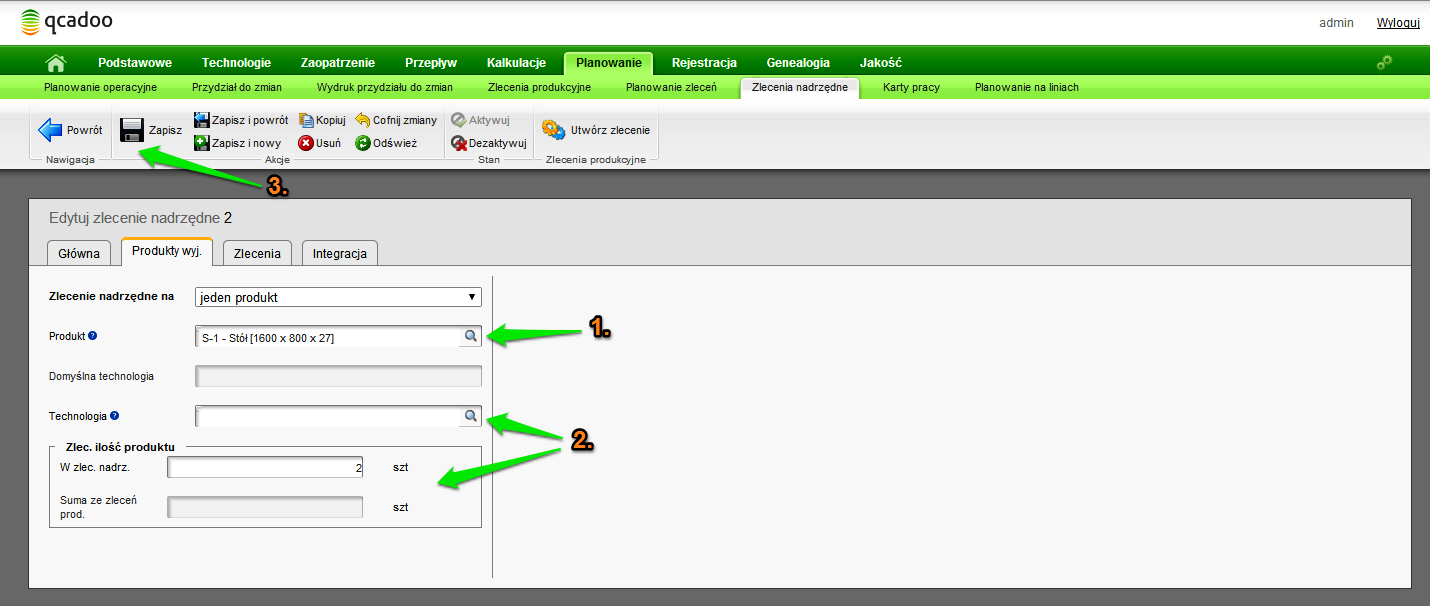 qcadoo
admin Wyloguj
Podstawowe Technologie Zaopatrzenie Przepływ Kalkulacje Planowanie Rejestracja Genealogia Jakość
Planowanie operacyjne Przydział do zmian Wydruk przydziału do zmian Zlecenia produkcyjne Planowanie zleceń Zlecenia nadrzędne Karty pracy Planowanie na liniach
Powrót
Nawigacja
Zapisz
Zapisz i powrót Kopiuj Cofnij zmiany
Zapisz i nowy Usuń Odśwież
Akcje
Aktywuj
Dezaktywuj
Stan
Utwórz zlecenie
Zlecenia produkcyjne
3.
Edytuj zlecenie nadrzędne 2
Główna Produkty wyj. Zlecenia Integracja
Zlecenie nadrzędne na jeden produkt
Produkt ? S-1 - Stół [1600 x 800 x 27]
1.
Domyślna technologia
Technologia ?
2.
Zlec. ilość produktu
W zlec. nadrz. 2 szt
Suma ze zleceń
prod. szt